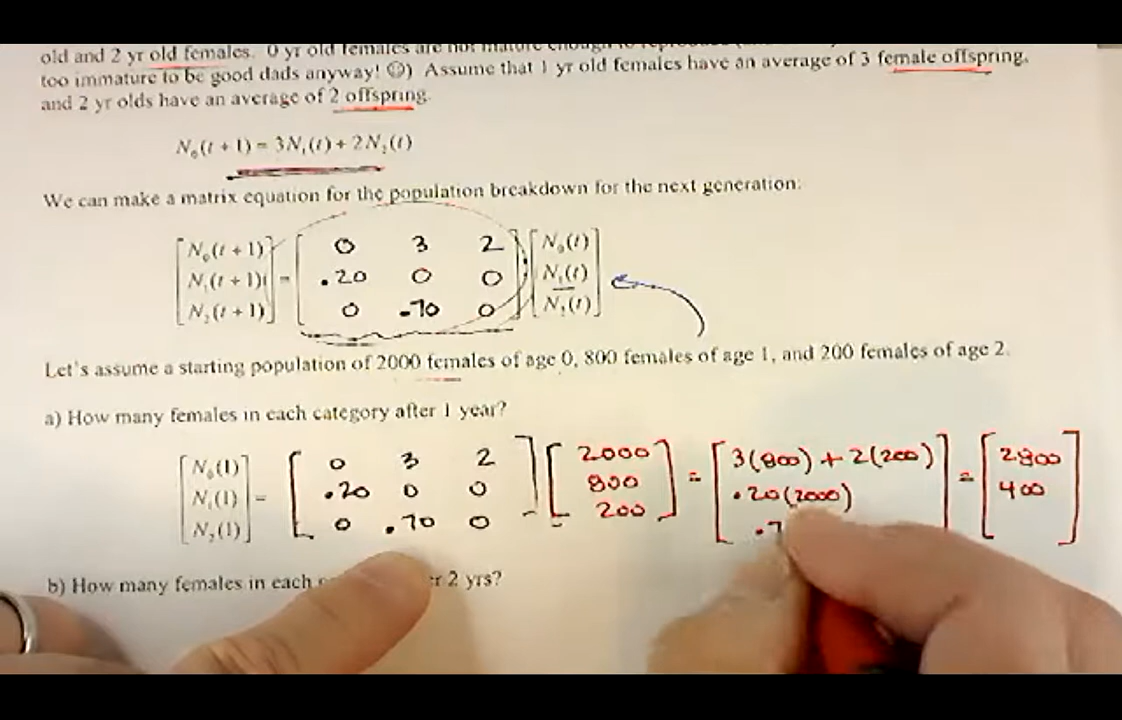 old and 2 yr old females. 0 yr old females are not mature enough to
too immature to be good dads anyway! ☺) Assume that 1 yr old females have an average of 3 female offspring,
and 2 yr olds have an average of 2 offspring.
N₀(t + 1) = 3N₁(t) + 2N₂(t)
We can make a matrix equation for the population breakdown for the next generation:
[N₀(t + 1)] [0 3 2] [N₀(t)]
[N₁(t + 1)] = [.20 0 0] [N₁(t)]
[N₂(t + 1)] [0 .70 0] [N₂(t)]
Let's assume a starting population of 2000 females of age 0, 800 females of age 1, and 200 females of age 2.
a) How many females in each category after 1 year?
[N₀(1)] [0 3 2] [2000] [3(800) + 2(200)] [2800]
[N₁(1)] = [.20 0 0] [800] = [.20(2000)] = [400]
[N₂(1)] [0 .70 0] [200] [.7
b) How many females in each 2 yrs?